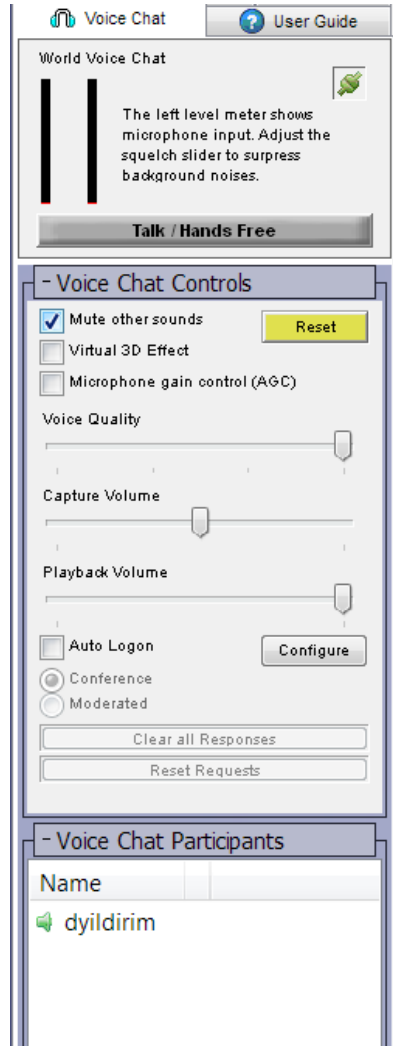 Voice Chat
User Guide
World Voice Chat
The left level meter shows
microphone input. Adjust the
squelch slider to surpress
background noises.
Talk / Hands Free
- Voice Chat Controls
Mute other sounds
Reset
Virtual 3D Effect
Microphone gain control (AGC)
Voice Quality
Capture Volume
Playback Volume
Auto Logon
Configure
Conference
Moderated
Clear all Responses
Reset Requests
- Voice Chat Participants
Name
dyildirim